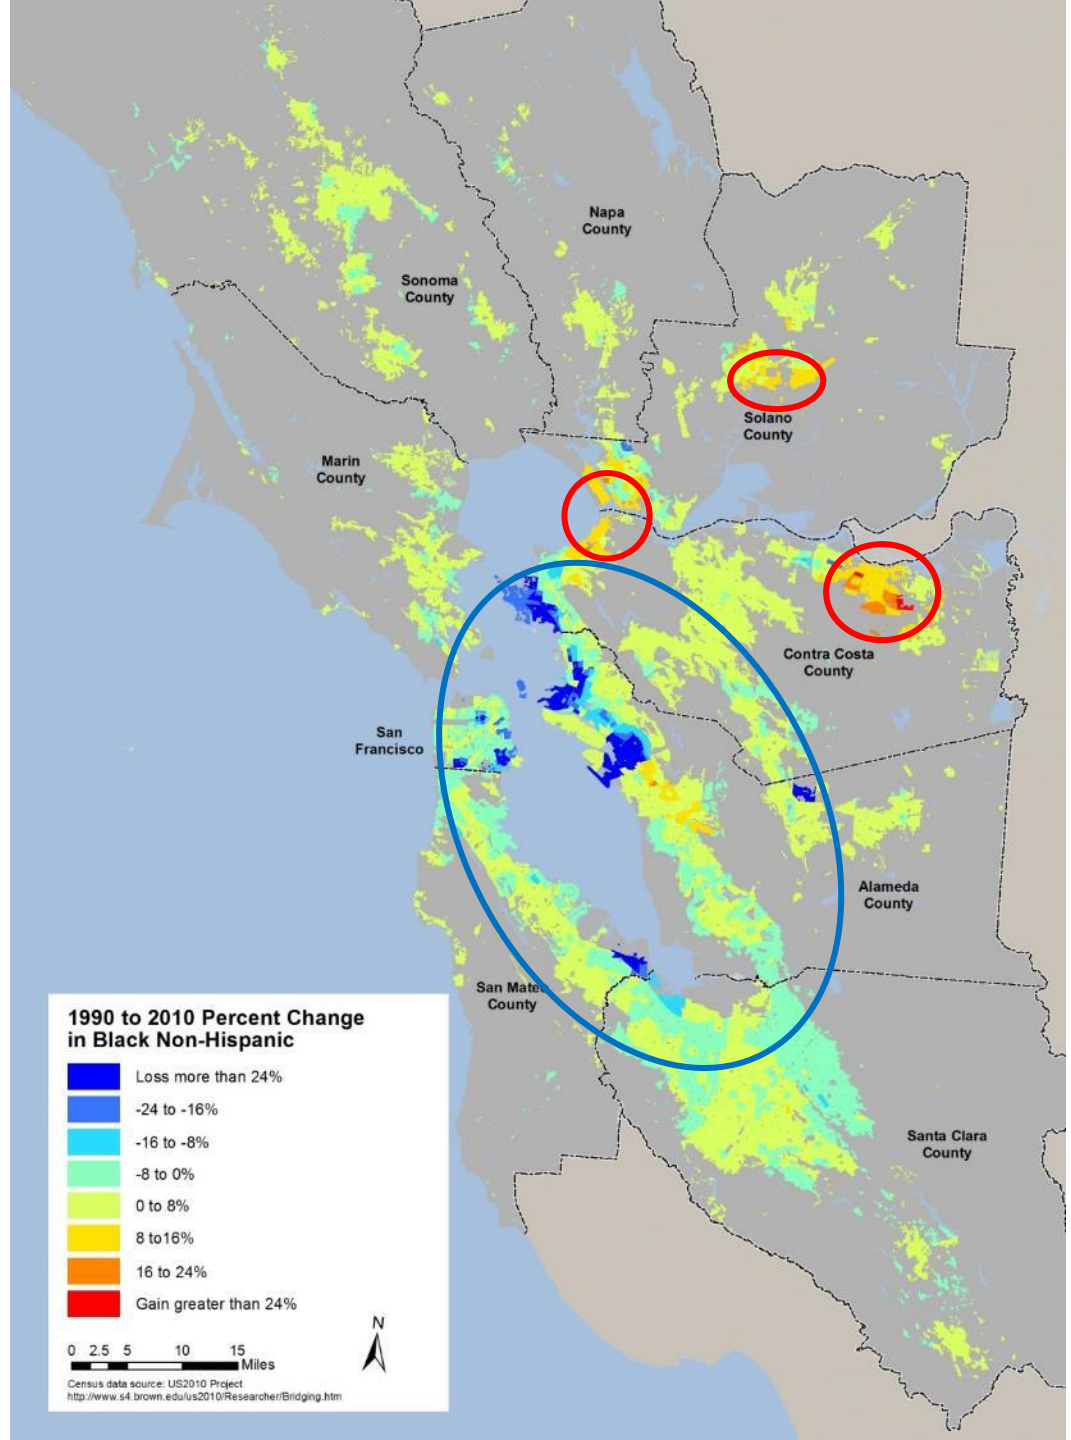 Napa
County
Sonoma
County
Solano
County
Marin
County
Contra Costa
County
San
Francisco
Alameda
County
San Mateo
County
Santa Clara
County
1990 to 2010 Percent Change
in Black Non-Hispanic
Loss more than 24%
-24 to -16%
-16 to -8%
-8 to 0%
0 to 8%
8 to16%
16 to 24%
Gain greater than 24%
N
0 2.5 5 10 15
Miles
Census data source: US2010 Project
http://www.s4.brown.edu/us2010/Researcher/Bridging.htm